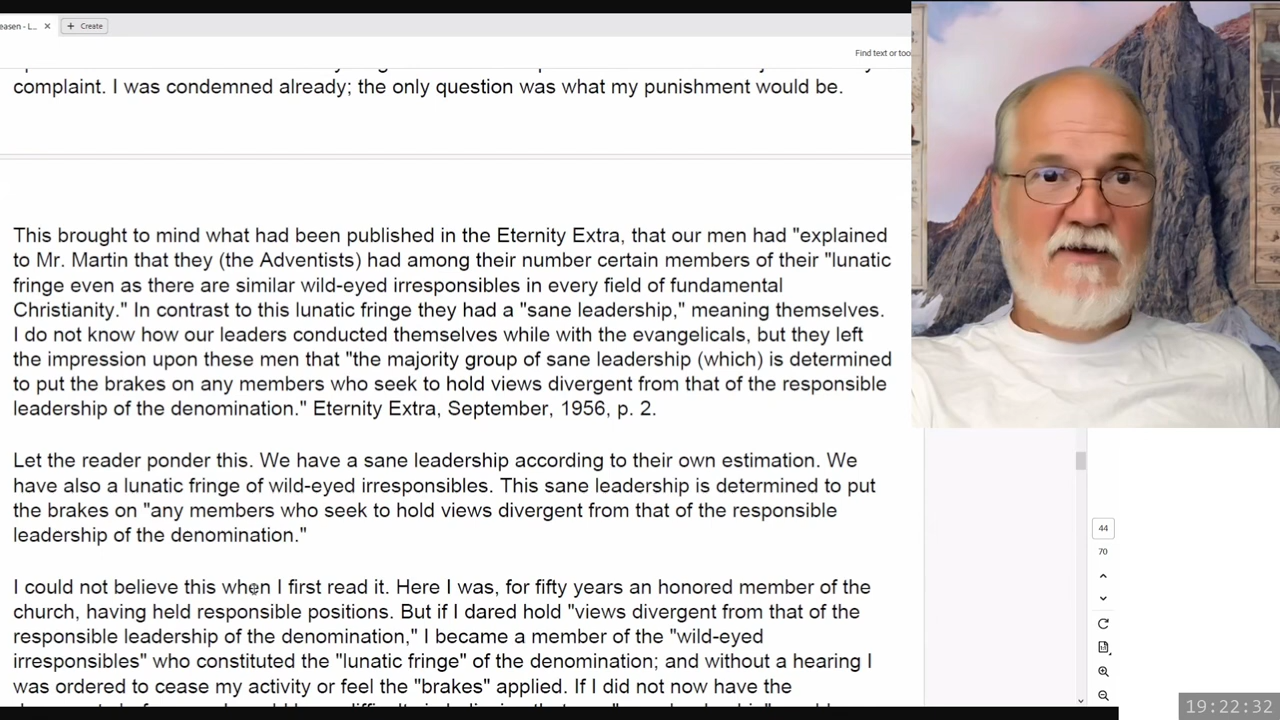 easen - L...
Create
Find text or too
complaint. I was condemned already; the only question was what my punishment would be.
This brought to mind what had been published in the Eternity Extra, that our men had "explained
to Mr. Martin that they (the Adventists) had among their number certain members of their "lunatic
fringe even as there are similar wild-eyed irresponsibles in every field of fundamental
Christianity." In contrast to this lunatic fringe they had a "sane leadership," meaning themselves.
I do not know how our leaders conducted themselves while with the evangelicals, but they left
the impression upon these men that "the majority group of sane leadership (which) is determined
to put the brakes on any members who seek to hold views divergent from that of the responsible
leadership of the denomination." Eternity Extra, September, 1956, p. 2.
Let the reader ponder this. We have a sane leadership according to their own estimation. We
have also a lunatic fringe of wild-eyed irresponsibles. This sane leadership is determined to put
the brakes on "any members who seek to hold views divergent from that of the responsible
leadership of the denomination."
I could not believe this when I first read it. Here I was, for fifty years an honored member of the
church, having held responsible positions. But if I dared hold "views divergent from that of the
responsible leadership of the denomination," I became a member of the "wild-eyed
irresponsibles" who constituted the "lunatic fringe" of the denomination; and without a hearing I
was ordered to cease my activity or feel the "brakes" applied. If I did not now have the
44
70
19:22:32